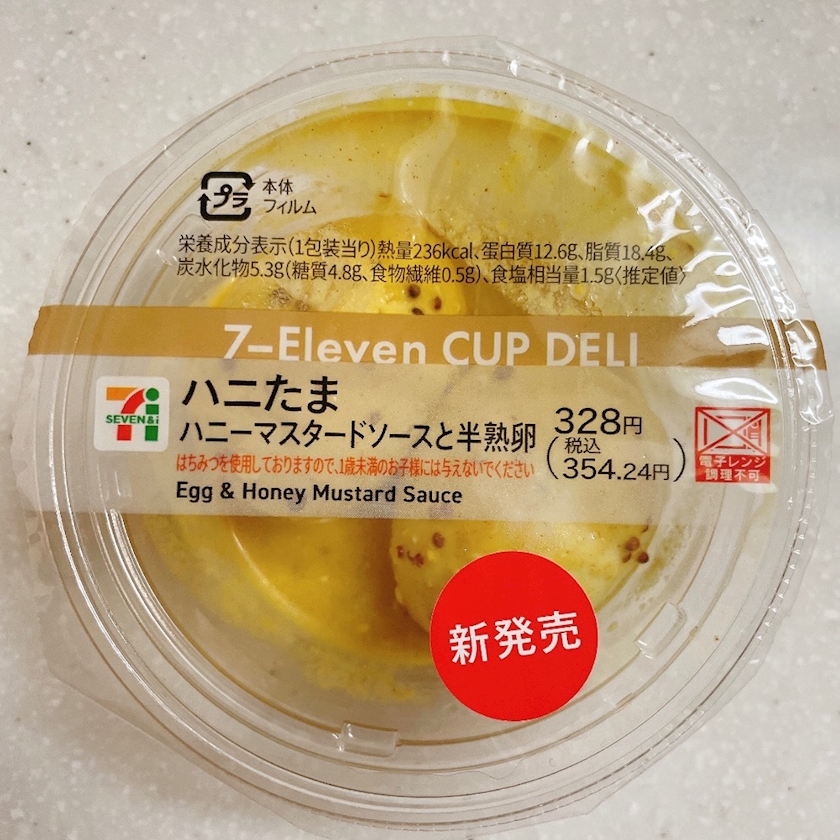 プラ
本体
フィルム
栄養成分表示(1包装当り)熱量236kcal、蛋白質12.6g、脂質18.4g、
炭水化物5.3g(糖質4.8g、食物繊維0.5g)、食塩相当量1.5g〈推定値〉
7-Eleven CUP DELI
SEVEN&i
ハニたま
ハニーマスタードソースと半熟卵
はちみつを使用しておりますので、1歳未満のお子様には与えないでください
Egg & Honey Mustard Sauce
328円
(税込
354.24円)
電子レンジ
調理不可
新発売